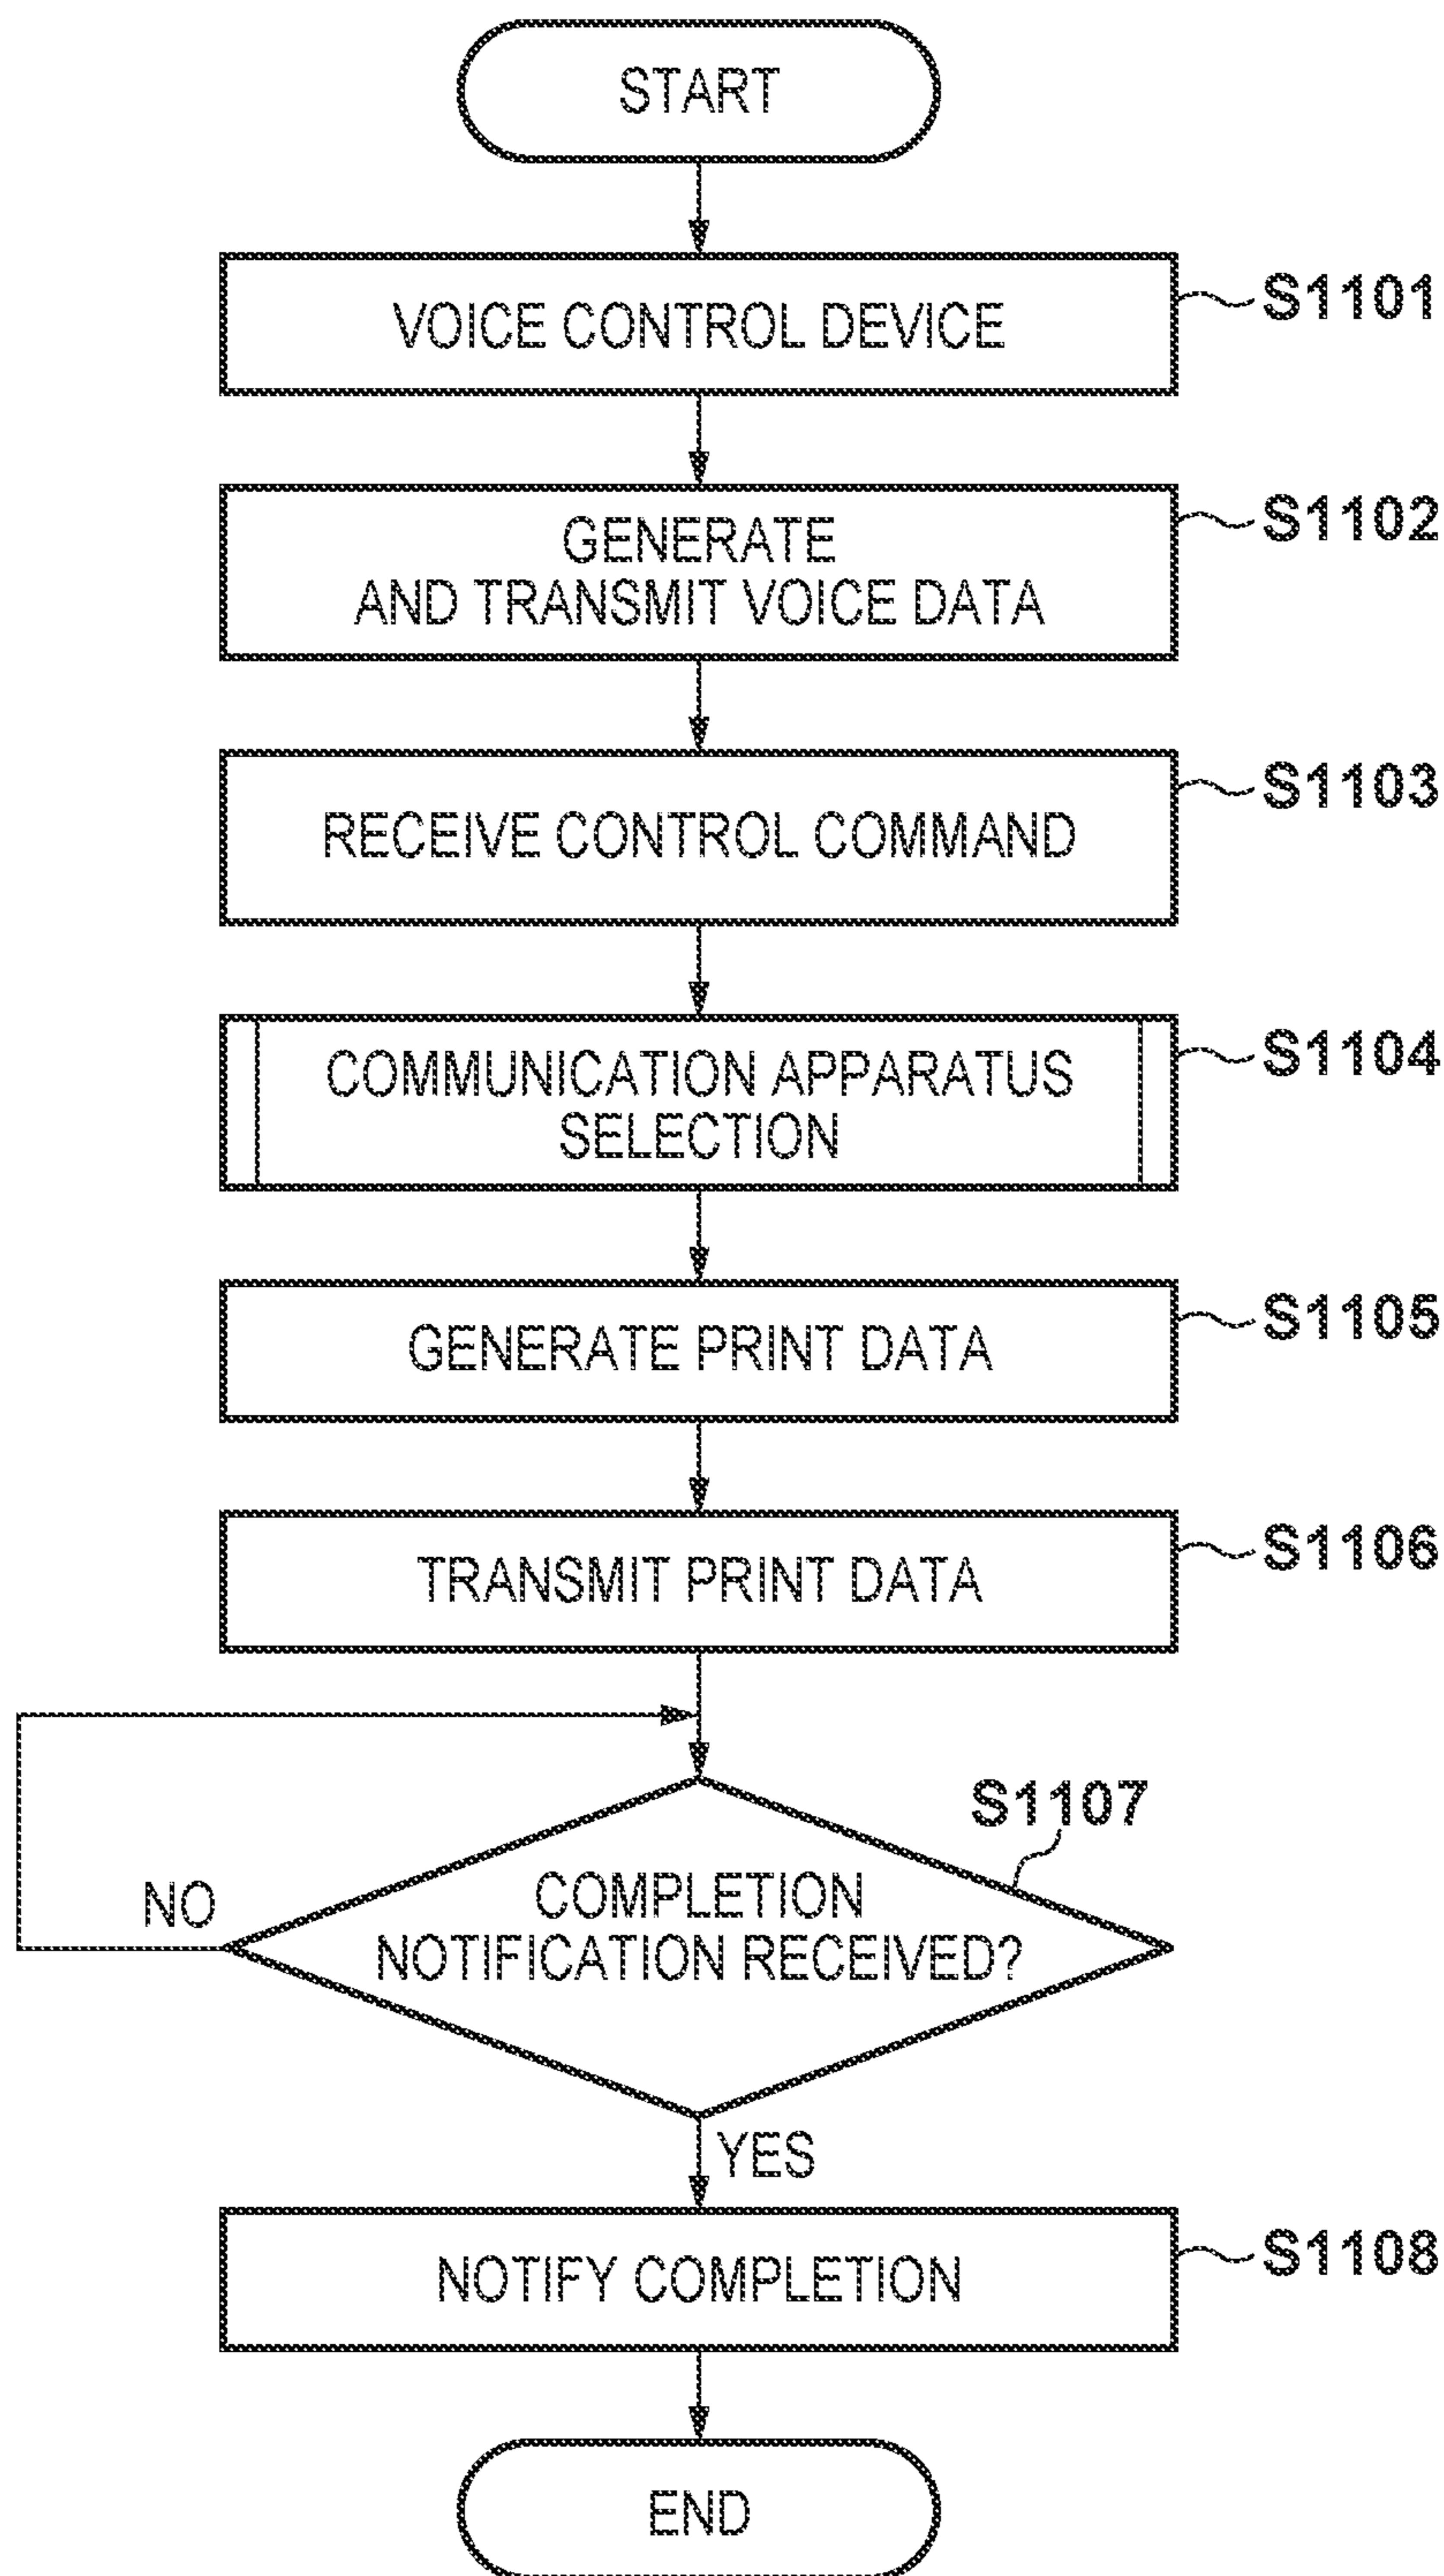 START
VOICE CONTROL DEVICE
S1101
GENERATE
AND TRANSMIT VOICE DATA
S1102
RECEIVE CONTROL COMMAND
S1103
COMMUNICATION APPARATUS
SELECTION
S1104
GENERATE PRINT DATA
S1105
TRANSMIT PRINT DATA
S1106
S1107
COMPLETION
NOTIFICATION RECEIVED?
NO
YES
NOTIFY COMPLETION
S1108
END